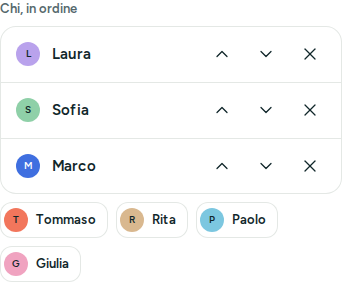 Chi, in ordine
L Laura
S Sofia
M Marco
T Tommaso R Rita P Paolo
G Giulia